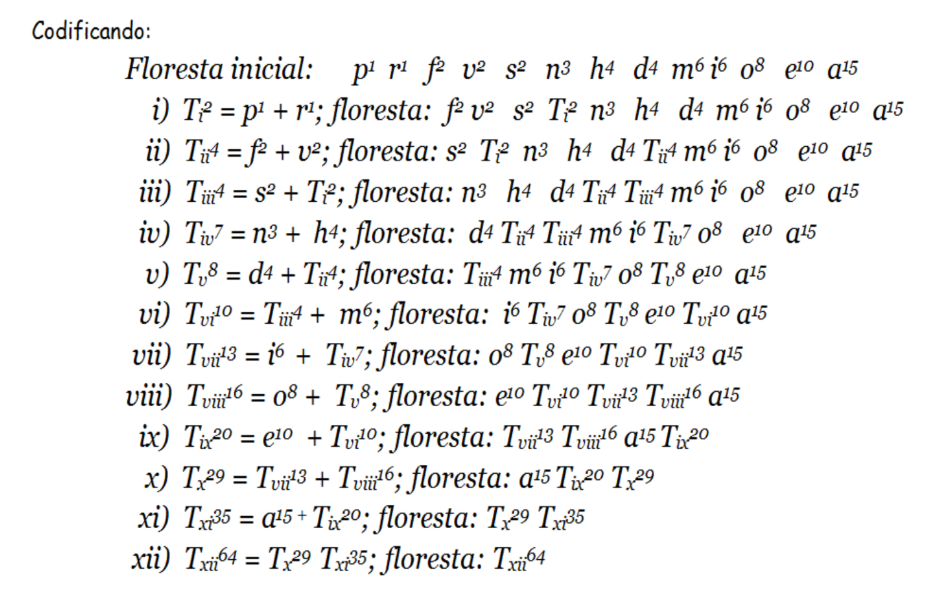 Codificando:
Floresta inicial: p¹ r¹ f² v² s² n³ h⁴ d⁴ m⁶ i⁶ o⁸ e¹⁰ a¹⁵
i) Tᵢ² = p¹ + r¹; floresta: f² v² s² Tᵢ² n³ h⁴ d⁴ m⁶ i⁶ o⁸ e¹⁰ a¹⁵
ii) Tᵢᵢ⁴ = f² + v²; floresta: s² Tᵢ² n³ h⁴ d⁴ Tᵢᵢ⁴ m⁶ i⁶ o⁸ e¹⁰ a¹⁵
iii) Tᵢᵢᵢ⁴ = s² + Tᵢ²; floresta: n³ h⁴ d⁴ Tᵢᵢ⁴ Tᵢᵢᵢ⁴ m⁶ i⁶ o⁸ e¹⁰ a¹⁵
iv) Tᵢᵥ⁷ = n³ + h⁴; floresta: d⁴ Tᵢᵢ⁴ Tᵢᵢᵢ⁴ m⁶ i⁶ Tᵢᵥ⁷ o⁸ e¹⁰ a¹⁵
v) Tᵥ⁸ = d⁴ + Tᵢᵢ⁴; floresta: Tᵢᵢᵢ⁴ m⁶ i⁶ Tᵢᵥ⁷ o⁸ Tᵥ⁸ e¹⁰ a¹⁵
vi) Tᵥᵢ¹⁰ = Tᵢᵢᵢ⁴ + m⁶; floresta: i⁶ Tᵢᵥ⁷ o⁸ Tᵥ⁸ e¹⁰ Tᵥᵢ¹⁰ a¹⁵
vii) Tᵥᵢᵢ¹³ = i⁶ + Tᵢᵥ⁷; floresta: o⁸ Tᵥ⁸ e¹⁰ Tᵥᵢ¹⁰ Tᵥᵢᵢ¹³ a¹⁵
viii) Tᵥᵢᵢᵢ¹⁶ = o⁸ + Tᵥ⁸; floresta: e¹⁰ Tᵥᵢ¹⁰ Tᵥᵢᵢ¹³ Tᵥᵢᵢᵢ¹⁶ a¹⁵
ix) Tᵢₓ²⁰ = e¹⁰ + Tᵥᵢ¹⁰; floresta: Tᵥᵢᵢ¹³ Tᵥᵢᵢᵢ¹⁶ a¹⁵ Tᵢₓ²⁰
x) Tₓ²⁹ = Tᵥᵢᵢ¹³ + Tᵥᵢᵢᵢ¹⁶; floresta: a¹⁵ Tᵢₓ²⁰ Tₓ²⁹
xi) Tₓᵢ³⁵ = a¹⁵ ⁺ Tᵢₓ²⁰; floresta: Tₓ²⁹ Tₓᵢ³⁵
xii) Tₓᵢᵢ⁶⁴ = Tₓ²⁹ Tₓᵢ³⁵; floresta: Tₓᵢᵢ⁶⁴